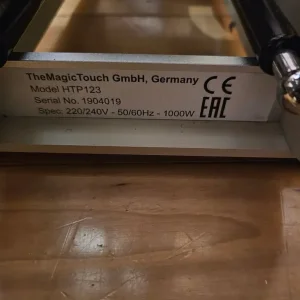 TheMagicTouch GmbH, Germany
Model HTP123
Serial No. 1904019
Spec. 220/240V - 50/60Hz - 1000W
CE
EAC